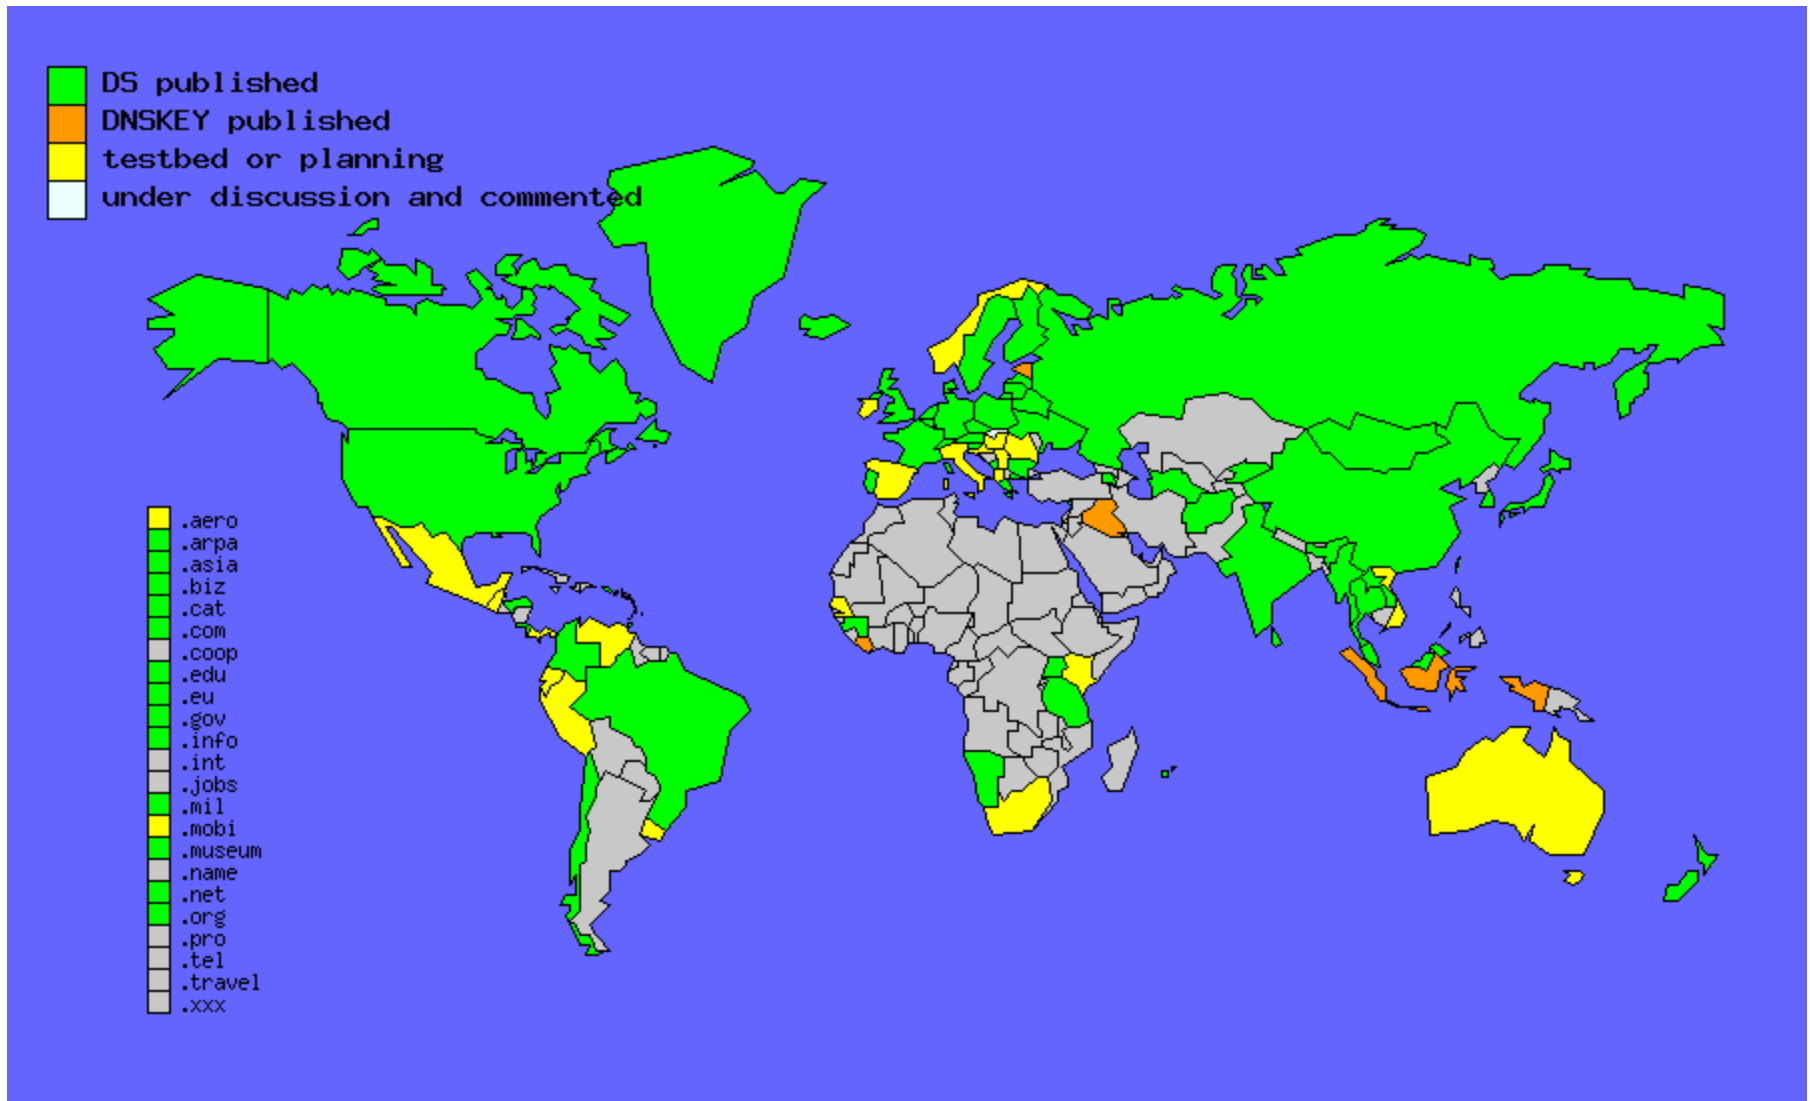 DS published
DNSKEY published
testbed or planning
under discussion and commented
.aero
.arpa
.asia
.biz
.cat
.com
.coop
.edu
.eu
.gov
.info
.int
.jobs
.mil
.mobi
.museum
.name
.net
.org
.pro
.tel
.travel
.xxx